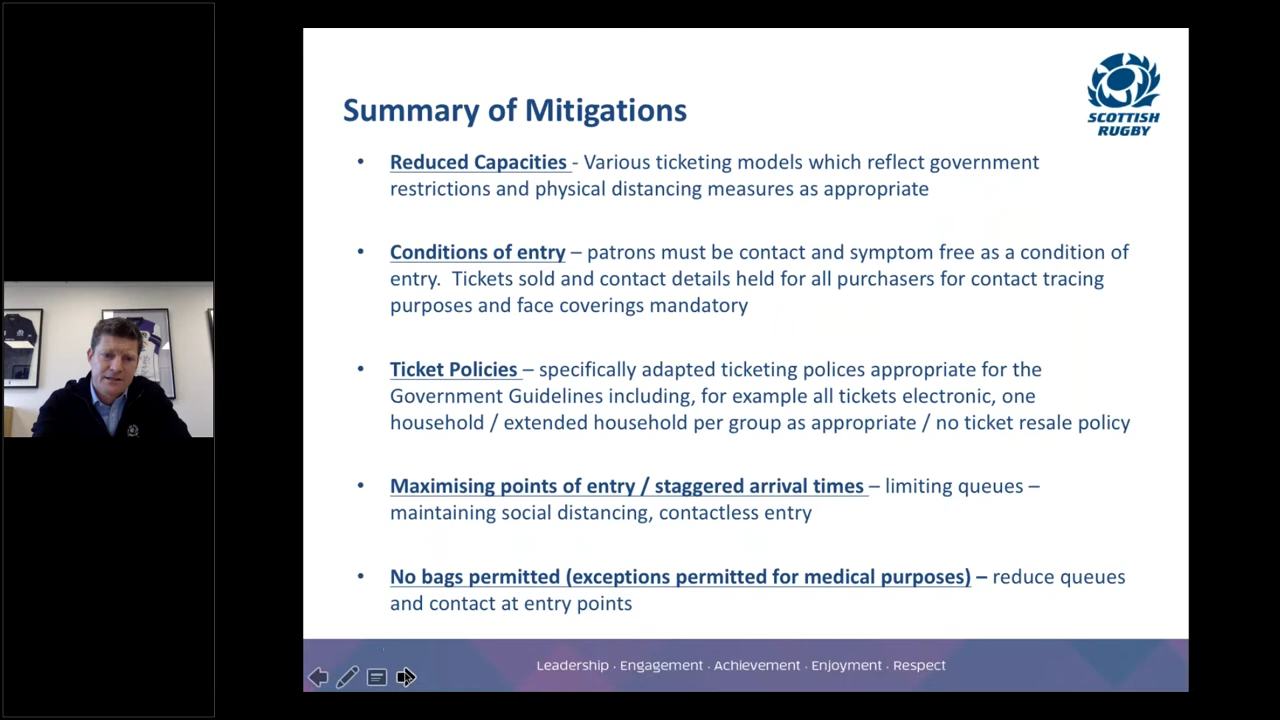 SCOTTISH
RUGBY
Summary of Mitigations
• Reduced Capacities - Various ticketing models which reflect government
restrictions and physical distancing measures as appropriate
• Conditions of entry – patrons must be contact and symptom free as a condition of
entry. Tickets sold and contact details held for all purchasers for contact tracing
purposes and face coverings mandatory
• Ticket Policies – specifically adapted ticketing polices appropriate for the
Government Guidelines including, for example all tickets electronic, one
household / extended household per group as appropriate / no ticket resale policy
• Maximising points of entry / staggered arrival times – limiting queues –
maintaining social distancing, contactless entry
• No bags permitted (exceptions permitted for medical purposes) – reduce queues
and contact at entry points
Leadership . Engagement . Achievement . Enjoyment . Respect